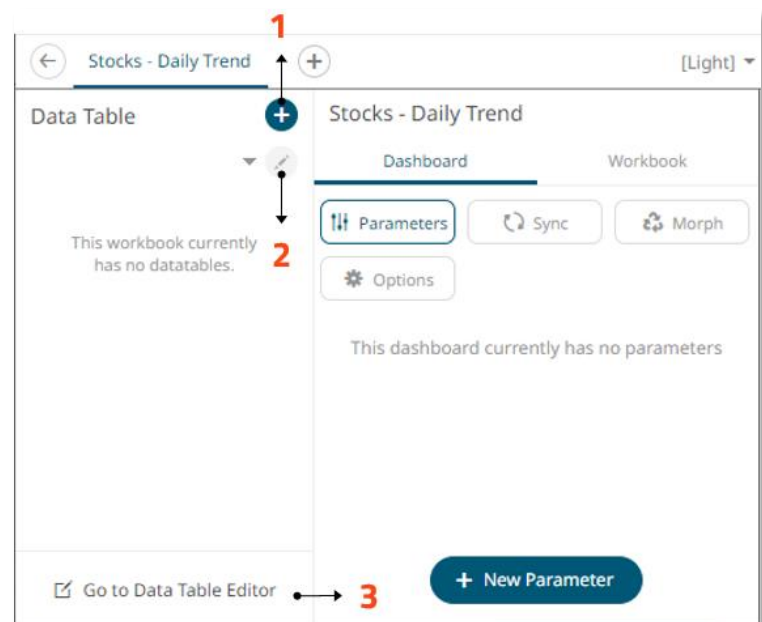 1
Stocks - Daily Trend
[Light]
Data Table
Stocks - Daily Trend
Dashboard
Workbook
Parameters
Sync
Morph
This workbook currently
has no datatables.
2
Options
This dashboard currently has no parameters
+ New Parameter
Go to Data Table Editor
3